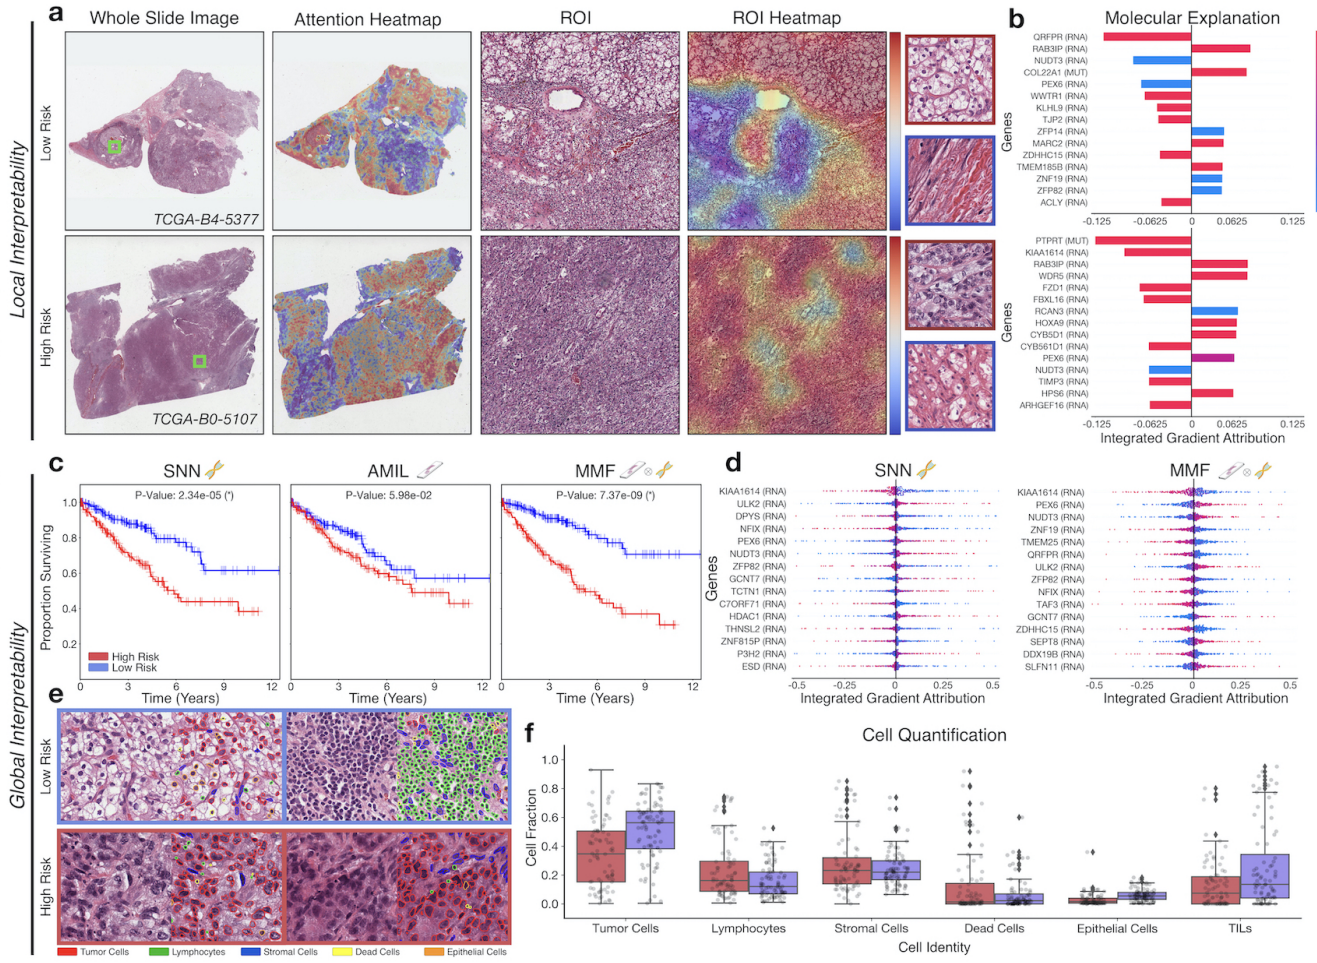 a
Whole Slide Image
Attention Heatmap
ROI
ROI Heatmap
b
Molecular Explanation
Local Interpretability
Low Risk
TCGA-B4-5377
High Risk
TCGA-B0-5107
Genes
QRFPR (RNA)
RAB3IP (RNA)
NUDT3 (RNA)
COL22A1 (MUT)
PEX6 (RNA)
WWTR1 (RNA)
KLHL9 (RNA)
TJP2 (RNA)
ZFP14 (RNA)
MARC2 (RNA)
ZDHHC15 (RNA)
TMEM185B (RNA)
ZNF19 (RNA)
ZFP82 (RNA)
ACLY (RNA)
-0.125 -0.0625 0 0.0625 0.125
Genes
PTPRT (MUT)
KIAA1614 (RNA)
RAB3IP (RNA)
WDR5 (RNA)
FZD1 (RNA)
FBXL16 (RNA)
RCAN3 (RNA)
HOXA9 (RNA)
CYB5D1 (RNA)
CYB561D1 (RNA)
PEX6 (RNA)
NUDT3 (RNA)
TIMP3 (RNA)
HPS6 (RNA)
ARHGEF16 (RNA)
-0.125 -0.0625 0 0.0625 0.125
Integrated Gradient Attribution
Global Interpretability
c
SNN
AMIL
MMF
P-Value: 2.34e-05 (*)
P-Value: 5.98e-02
P-Value: 7.37e-09 (*)
Proportion Surviving
1.0
0.8
0.6
0.4
0.2
High Risk
Low Risk
0 3 6 9 12
0 3 6 9 12
0 3 6 9 12
Time (Years)
Time (Years)
Time (Years)
d
SNN
MMF
Genes
KIAA1614 (RNA)
ULK2 (RNA)
DPYS (RNA)
NFIX (RNA)
PEX6 (RNA)
NUDT3 (RNA)
ZFP82 (RNA)
GCNT7 (RNA)
TCTN1 (RNA)
C7ORF71 (RNA)
HDAC1 (RNA)
THNSL2 (RNA)
ZNF815P (RNA)
P3H2 (RNA)
ESD (RNA)
-0.5 -0.25 0 0.25 0.5
Integrated Gradient Attribution
KIAA1614 (RNA)
PEX6 (RNA)
NUDT3 (RNA)
ZNF19 (RNA)
TMEM25 (RNA)
QRFPR (RNA)
ULK2 (RNA)
ZFP82 (RNA)
NFIX (RNA)
TAF3 (RNA)
GCNT7 (RNA)
ZDHHC15 (RNA)
SEPT8 (RNA)
DDX19B (RNA)
SLFN11 (RNA)
-0.5 -0.25 0 0.25 0.5
Integrated Gradient Attribution
e
Low Risk
High Risk
Tumor Cells
Lymphocytes
Stromal Cells
Dead Cells
Epithelial Cells
f
Cell Quantification
Cell Fraction
1.0
0.8
0.6
0.4
0.2
0.0
Tumor Cells
Lymphocytes
Stromal Cells
Dead Cells
Epithelial Cells
TILs
Cell Identity